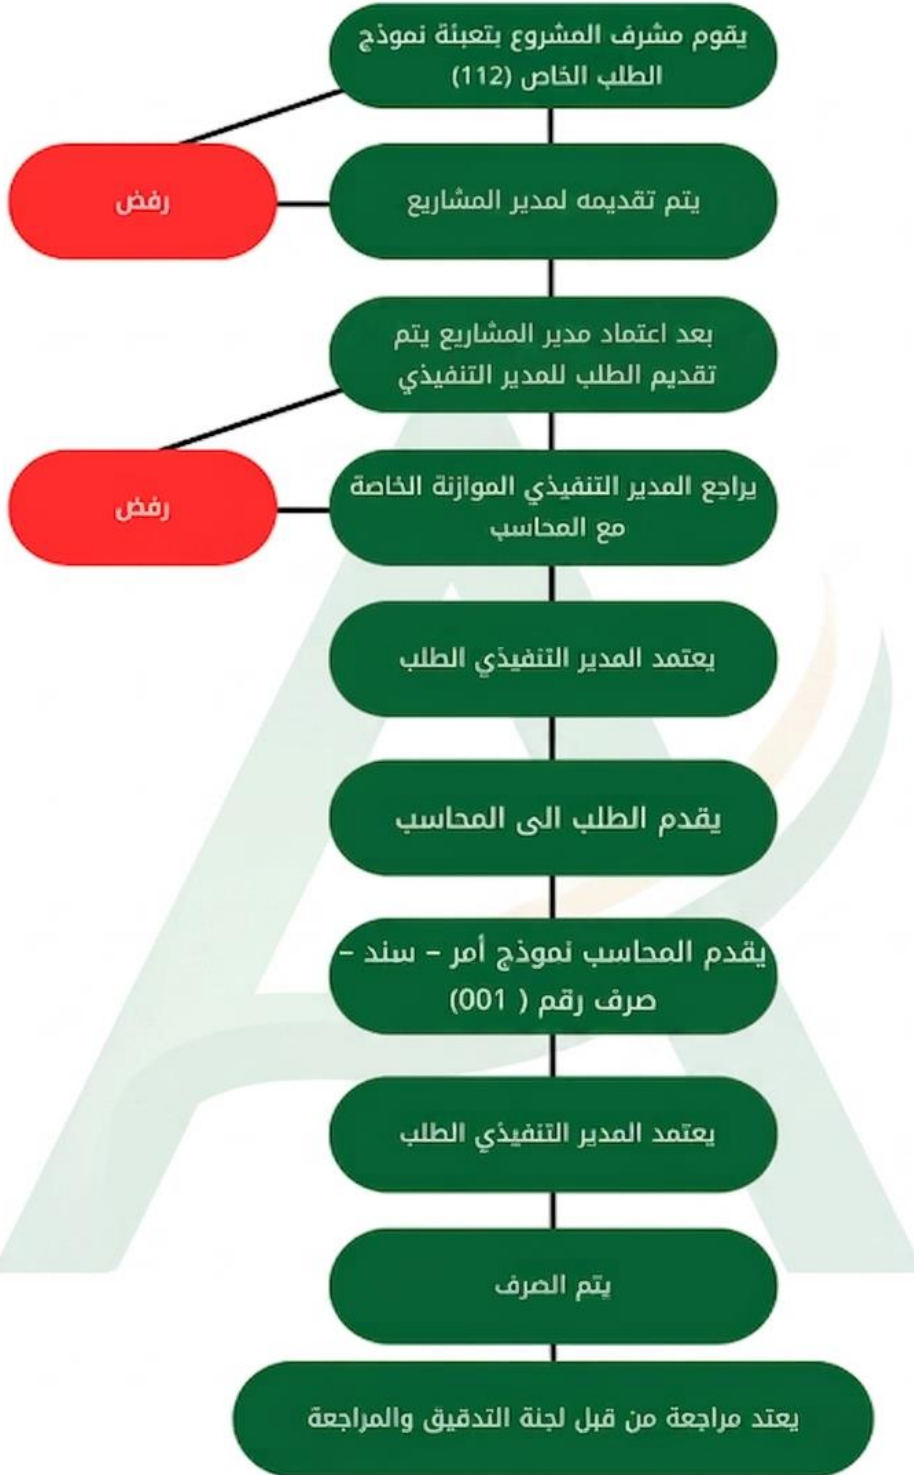 يقوم مشرف المشروع بتعبئة نموذج
الطلب الخاص (112)
رفض
يتم تقديمه لمدير المشاريع
بعد اعتماد مدير المشاريع يتم
تقديم الطلب للمدير التنفيذي
رفض
يراجع المدير التنفيذي الموازنة الخاصة
مع المحاسب
يعتمد المدير التنفيذي الطلب
يقدم الطلب الى المحاسب
يقدم المحاسب نموذج أمر – سند –
صرف رقم ( 001)
يعتمد المدير التنفيذي الطلب
يتم الصرف
يعتد مراجعة من قبل لجنة التدقيق والمراجعة